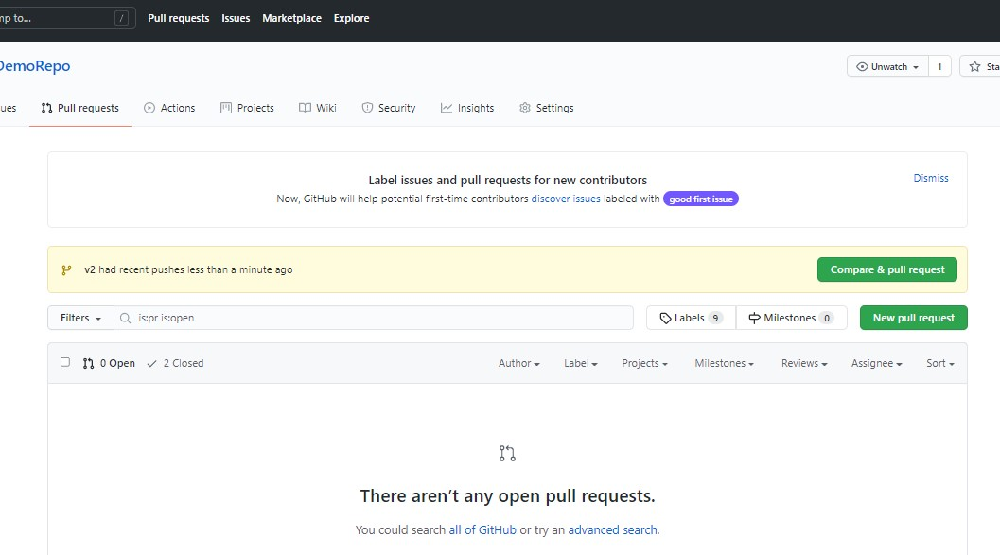 mp to... /
Pull requests Issues Marketplace Explore
DemoRepo
Unwatch 1
Sta
ues Pull requests Actions Projects Wiki Security Insights Settings
Label issues and pull requests for new contributors
Dismiss
Now, GitHub will help potential first-time contributors discover issues labeled with good first issue
v2 had recent pushes less than a minute ago
Compare & pull request
Filters is:pr is:open
Labels 9 Milestones 0
New pull request
0 Open 2 Closed
Author Label Projects Milestones Reviews Assignee Sort
There aren’t any open pull requests.
You could search all of GitHub or try an advanced search.